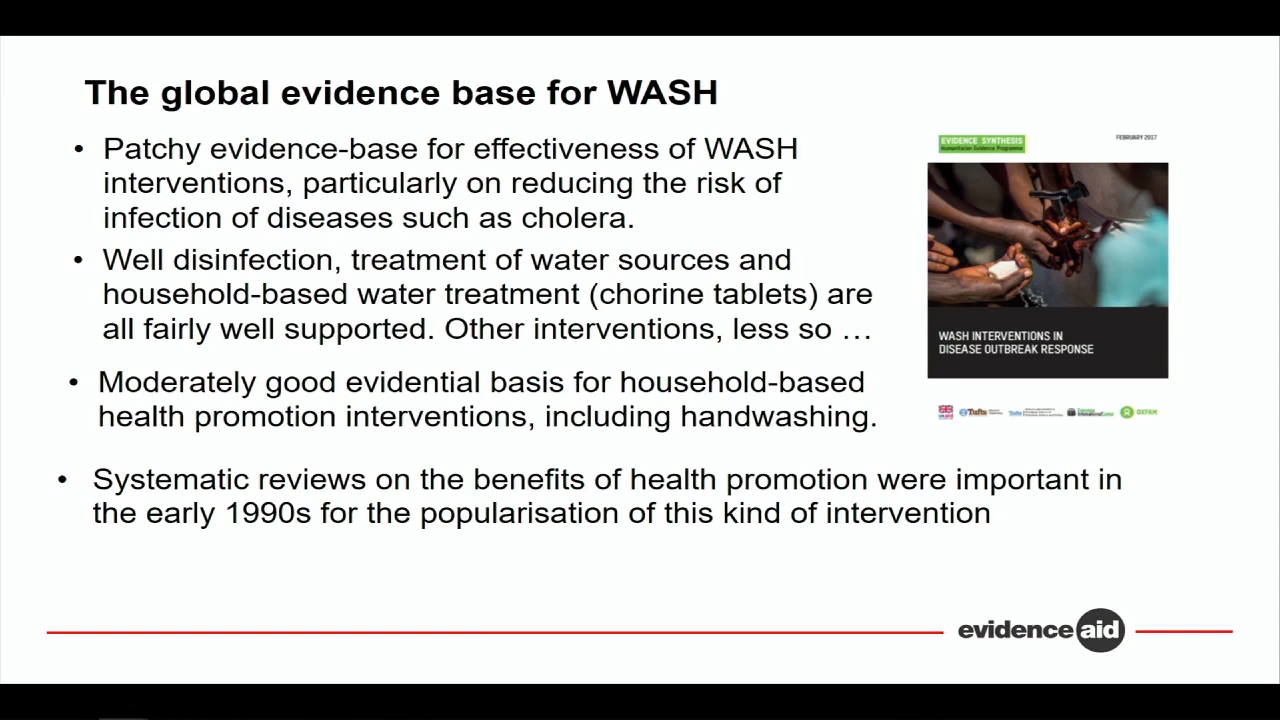 The global evidence base for WASH
• Patchy evidence-base for effectiveness of WASH
interventions, particularly on reducing the risk of
infection of diseases such as cholera.
• Well disinfection, treatment of water sources and
household-based water treatment (chorine tablets) are
all fairly well supported. Other interventions, less so …
• Moderately good evidential basis for household-based
health promotion interventions, including handwashing.
• Systematic reviews on the benefits of health promotion were important in
the early 1990s for the popularisation of this kind of intervention
EVIDENCE SYNTHESIS
Humanitarian Evidence Programme
FEBRUARY 2017
WASH INTERVENTIONS IN
DISEASE OUTBREAK RESPONSE
Tufts
Tufts
OXFAM
evidence aid